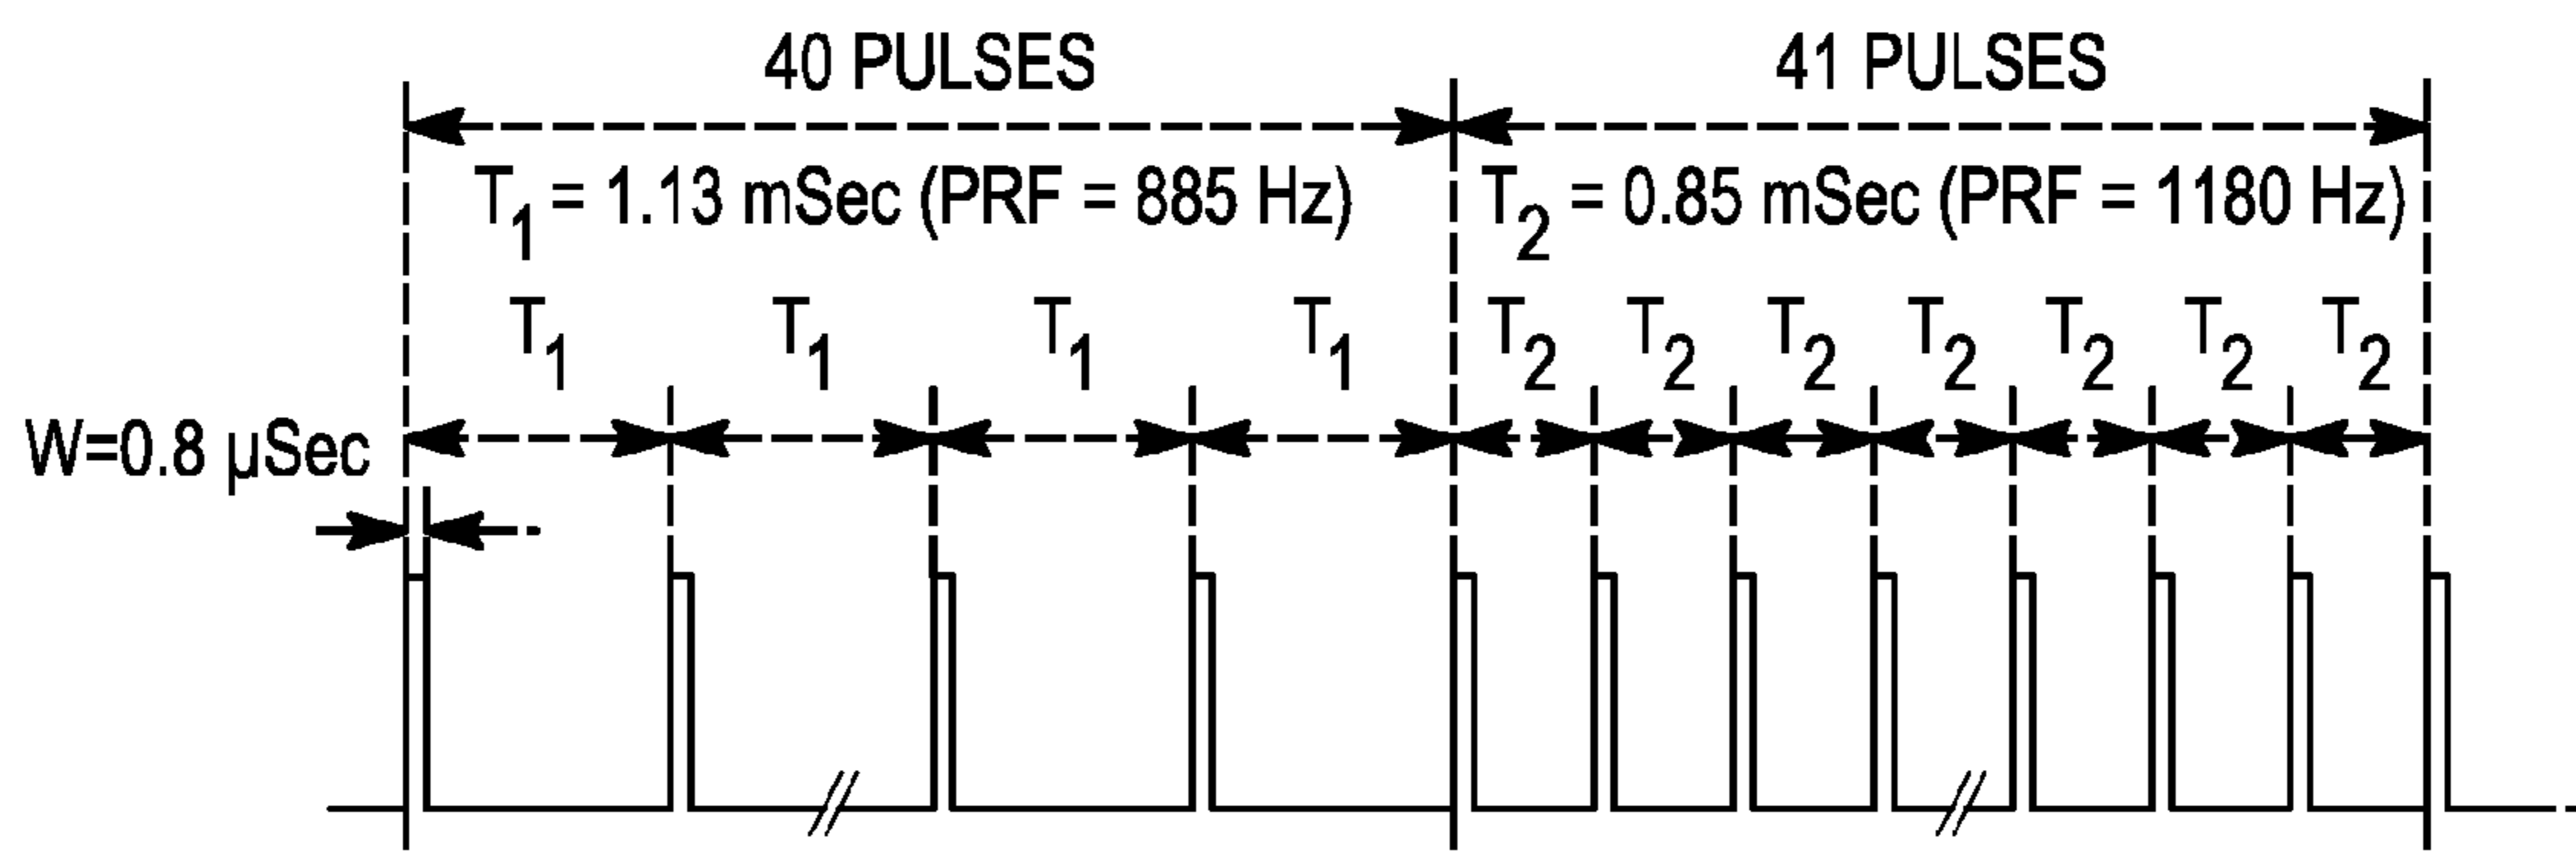 40 PULSES 41 PULSES
T1 = 1.13 mSec (PRF = 885 Hz) T2 = 0.85 mSec (PRF = 1180 Hz)
T1 T1 T1 T1 T2 T2 T2 T2 T2 T2 T2
W=0.8 µSec